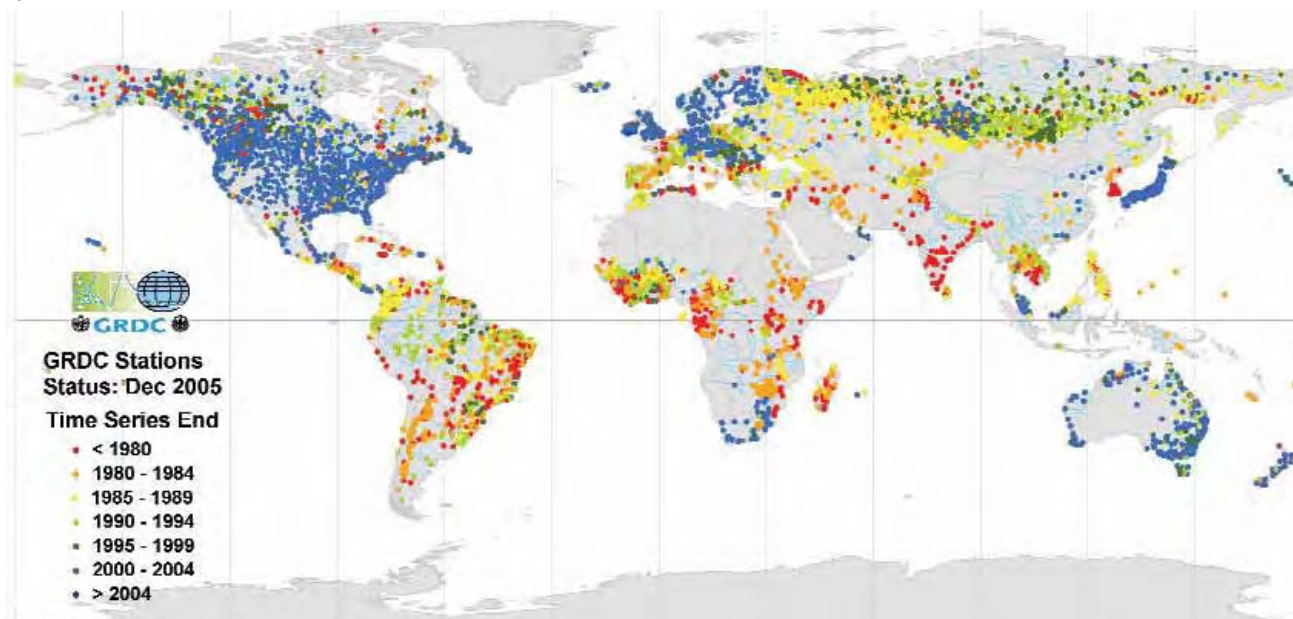 GRDC
GRDC Stations
Status: Dec 2005
Time Series End
< 1980
1980 - 1984
1985 - 1989
1990 - 1994
1995 - 1999
2000 - 2004
> 2004